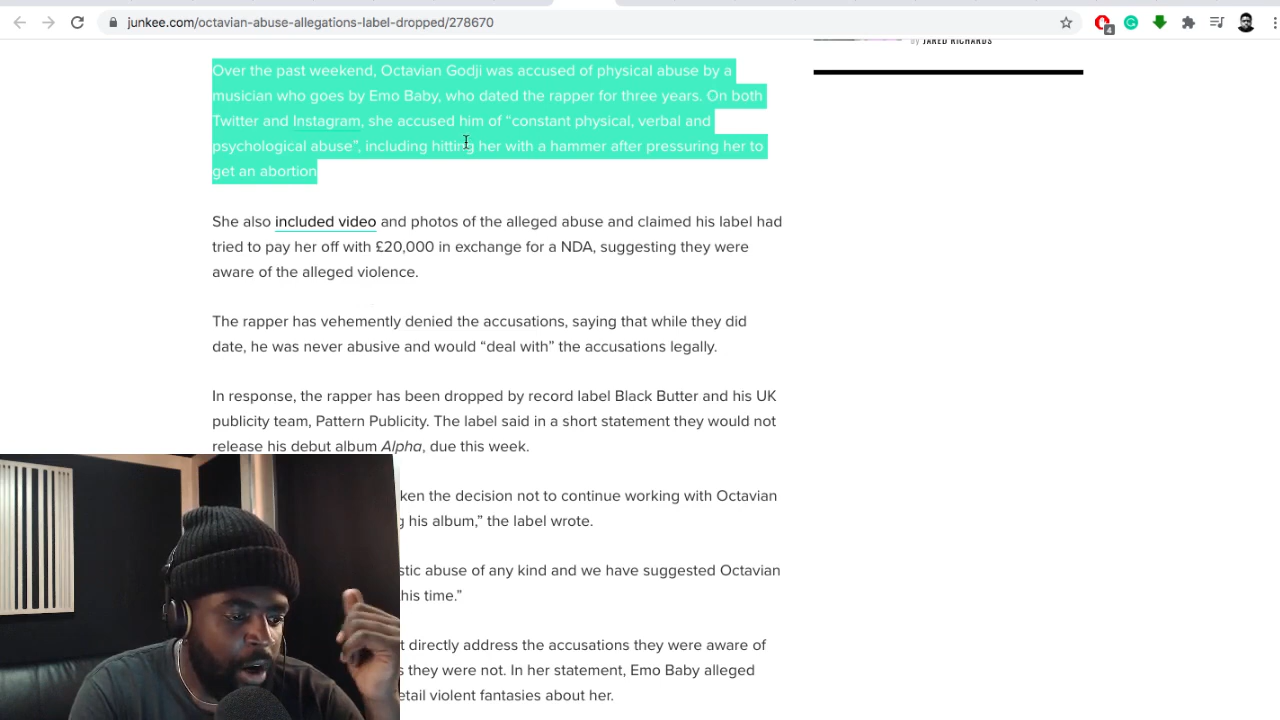 junkee.com/octavian-abuse-allegations-label-dropped/278670
4
by JARED RICHARDS
Over the past weekend, Octavian Godji was accused of physical abuse by a
musician who goes by Emo Baby, who dated the rapper for three years. On both
Twitter and Instagram, she accused him of “constant physical, verbal and
psychological abuse”, including hitting her with a hammer after pressuring her to
get an abortion
She also included video and photos of the alleged abuse and claimed his label had
tried to pay her off with £20,000 in exchange for a NDA, suggesting they were
aware of the alleged violence.
The rapper has vehemently denied the accusations, saying that while they did
date, he was never abusive and would “deal with” the accusations legally.
In response, the rapper has been dropped by record label Black Butter and his UK
publicity team, Pattern Publicity. The label said in a short statement they would not
release his debut album Alpha, due this week.
ken the decision not to continue working with Octavian
g his album,” the label wrote.
stic abuse of any kind and we have suggested Octavian
his time.”
t directly address the accusations they were aware of
s they were not. In her statement, Emo Baby alleged
etail violent fantasies about her.